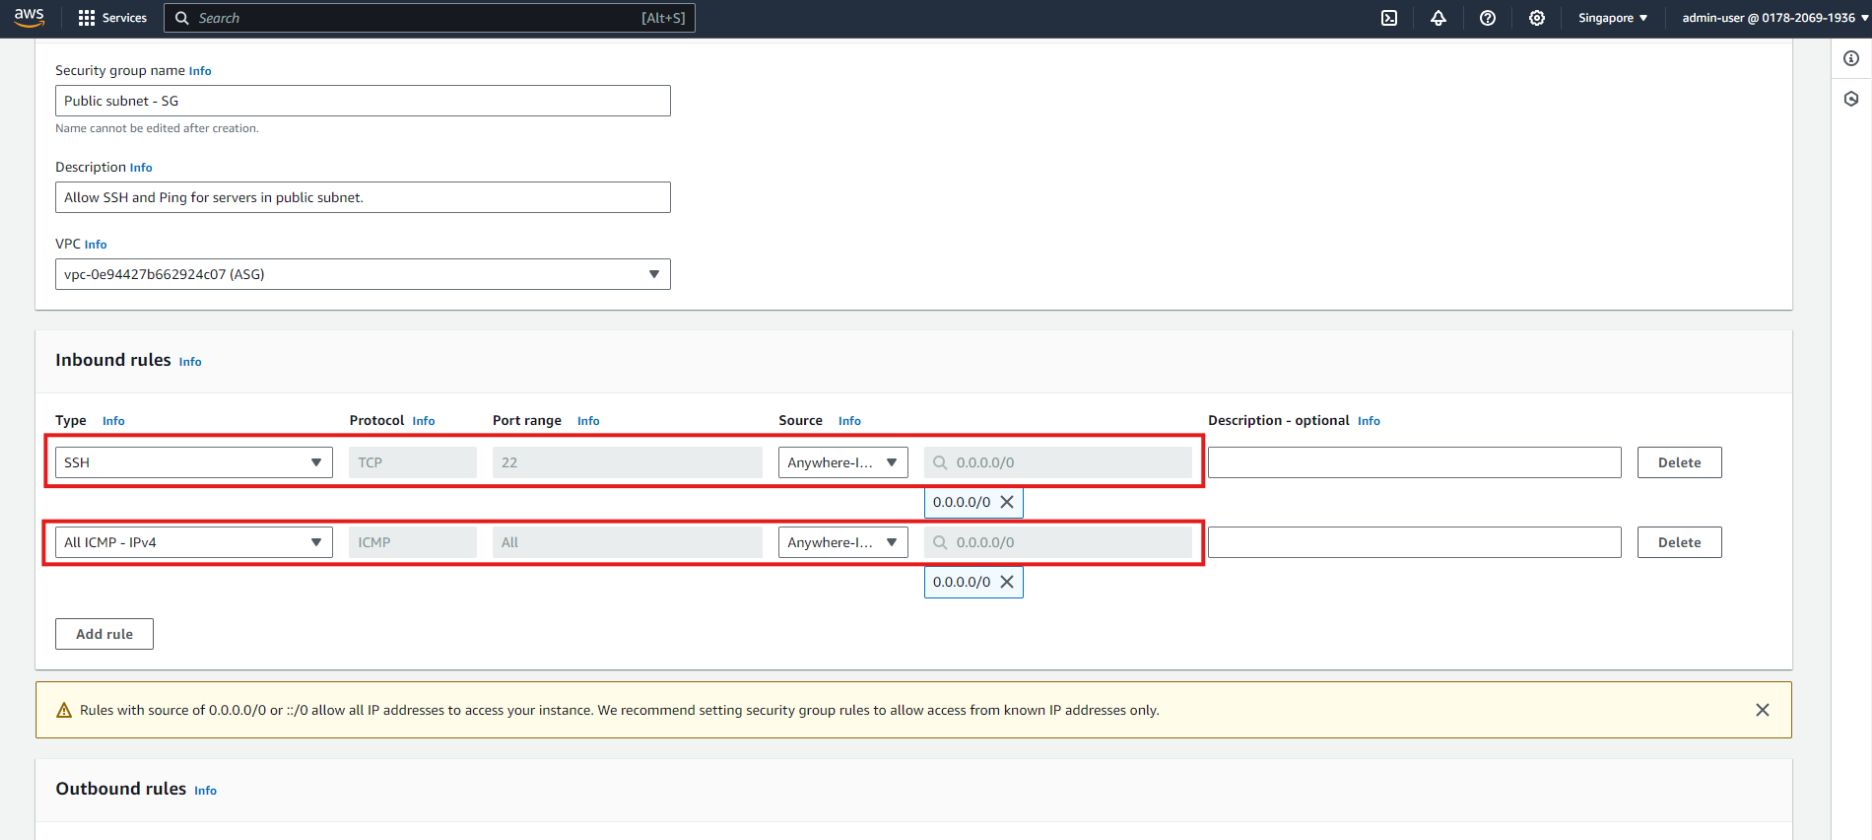 aws Services Search [Alt+S] Singapore ▼ admin-user @ 0178-2069-1936 ▼
Security group name Info
Public subnet - SG
Name cannot be edited after creation.
Description Info
Allow SSH and Ping for servers in public subnet.
VPC Info
vpc-0e94427b662924c07 (ASG)
Inbound rules Info
Type Info Protocol Info Port range Info Source Info Description - optional Info
SSH TCP 22 Anywhere-I... 0.0.0.0/0 Delete
0.0.0.0/0
All ICMP - IPv4 ICMP All Anywhere-I... 0.0.0.0/0 Delete
0.0.0.0/0
Add rule
Rules with source of 0.0.0.0/0 or ::/0 allow all IP addresses to access your instance. We recommend setting security group rules to allow access from known IP addresses only.
Outbound rules Info